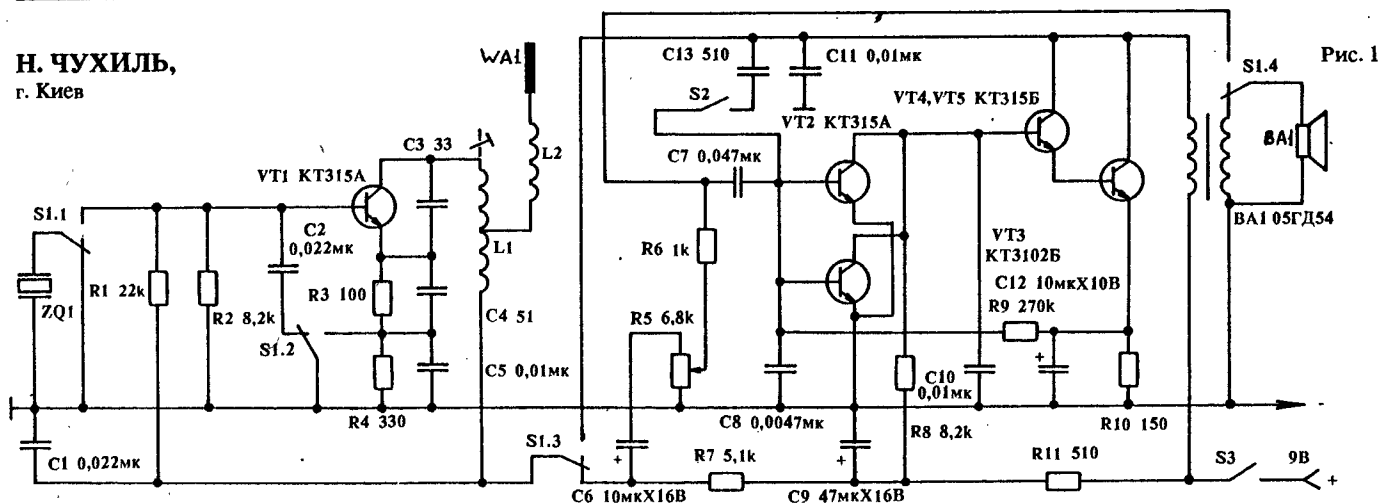 Н. ЧУХИЛЬ,
г. Киев
WA1
C13 510
C11 0,01мк
S1.4
Рис. 1
S2
VT4,VT5 КТ315Б
VT2 КТ315А
C3 33
L2
C7 0,047мк
BA1
VT1 КТ315А
S1.1
C2
0,022мк
L1
R6 1k
BA1 05ГД54
VT3
КТ3102Б
R1 22k
R3 100
C12 10мкX10В
ZQ1
R2 8,2k
C4 51
R5 6,8k
R9 270k
S1.2
+
C5 0,01мк
C10
0,01мк
R4 330
C8 0,0047мк
R10 150
-
S1.3
R8 8,2k
C1 0,022мк
+
R7 5,1k
+
R11 510
S3
9В
+
C6 10мкX16В
C9 47мкX16В